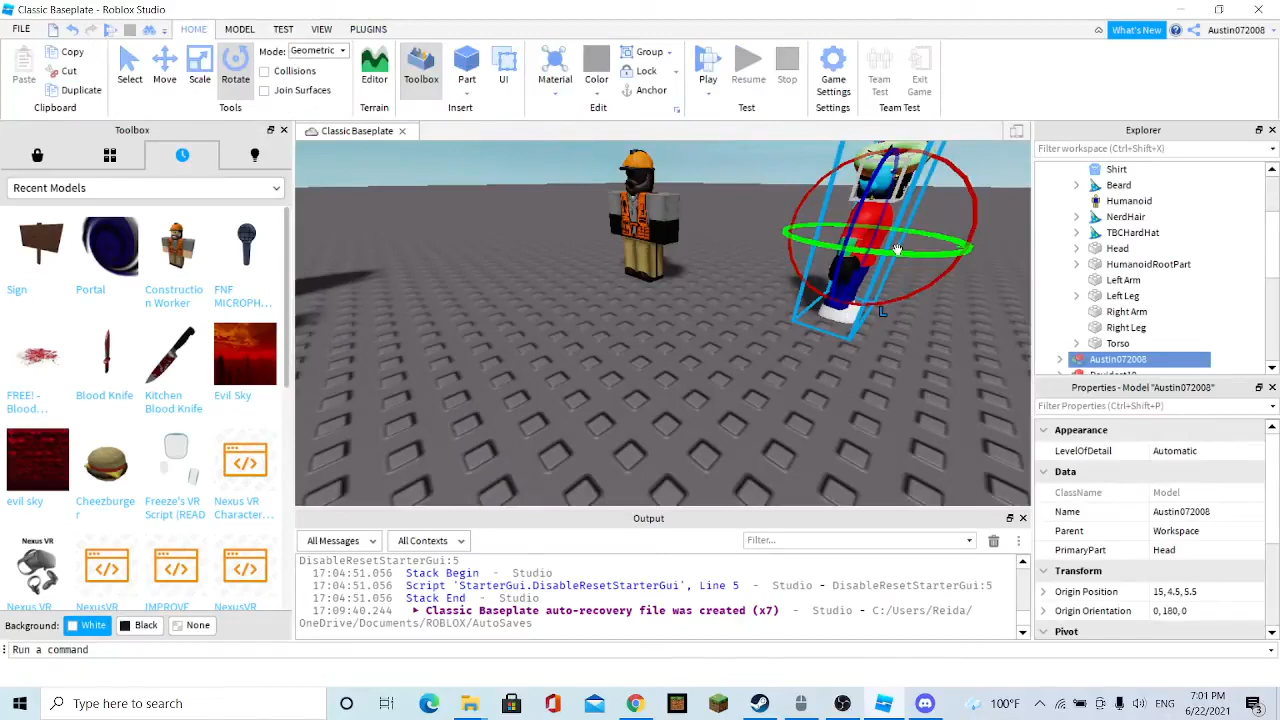 Classic Baseplate - Roblox Studio
FILE HOME MODEL TEST VIEW PLUGINS What's New Austin072008
Paste Copy Cut Duplicate Clipboard
Select Move Scale Rotate Tools
Mode: Geometric
Collisions
Join Surfaces
Editor Terrain
Toolbox Part UI Insert
Material Color Group Lock Anchor Edit
Play Resume Stop Test
Game Settings Settings
Team Test Exit Game Team Test
Toolbox
Recent Models
Sign Portal Constructio n Worker FNF MICROPH...
FREE! - Blood... Blood Knife Kitchen Blood Knife Evil Sky
evil sky Cheezburge r Freeze's VR Script (READ Nexus VR Character...
Nexus VR
Nexus VR NexusVR IMPROVE NexusVR
Background: White Black None
Classic Baseplate
L
Output
All Messages All Contexts Filter...
DisableResetStarterGui:5
17:04:51.056 Stack Begin - Studio
17:04:51.056 Script 'StarterGui.DisableResetStarterGui', Line 5 - Studio - DisableResetStarterGui:5
17:04:51.056 Stack End - Studio
17:09:40.244 Classic Baseplate auto-recovery file was created (x7) - Studio - C:/Users/Reida/
OneDrive/Documents/ROBLOX/AutoSaves
Explorer
Filter workspace (Ctrl+Shift+X)
Shirt
Beard
Humanoid
NerdHair
TBCHardHat
Head
HumanoidRootPart
Left Arm
Left Leg
Right Arm
Right Leg
Torso
Austin072008
Properties - Model "Austin072008"
Filter Properties (Ctrl+Shift+P)
Appearance
LevelOfDetail Automatic
Data
ClassName Model
Name Austin072008
Parent Workspace
PrimaryPart Head
Transform
Origin Position 15, 4.5, 5.5
Origin Orientation 0,180,0
Pivot
Run a command
Type here to search
100°F
7:01 PM
6/22/2021
3